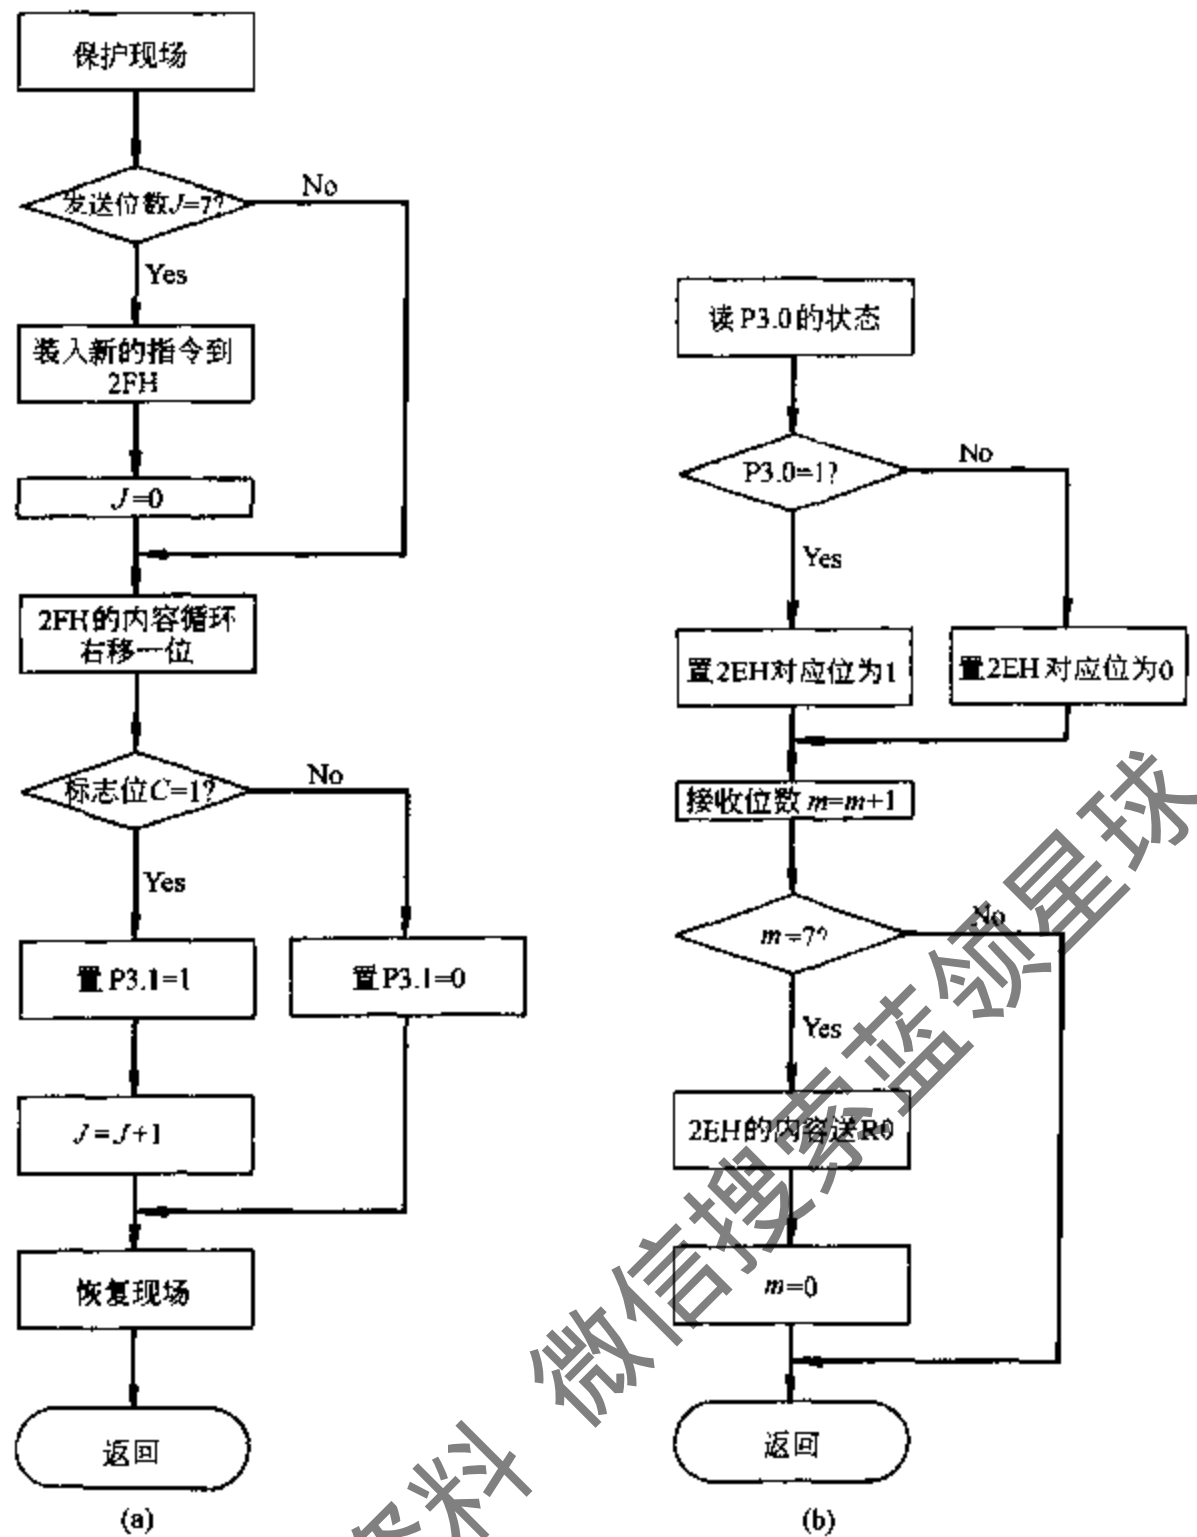 保护现场
发送位数J=7?
No
Yes
装入新的指令到
2FH
J=0
2FH的内容循环
右移一位
标志位C=1?
No
Yes
置P3.1=1
置P3.1=0
J=J+1
恢复现场
返回
(a)
读P3.0的状态
P3.0=1?
No
Yes
置2EH对应位为1
置2EH对应位为0
接收位数 m=m+1
m=7?
No
Yes
2EH的内容送R0
m=0
返回
(b)
资料 微信搜索蓝领星球